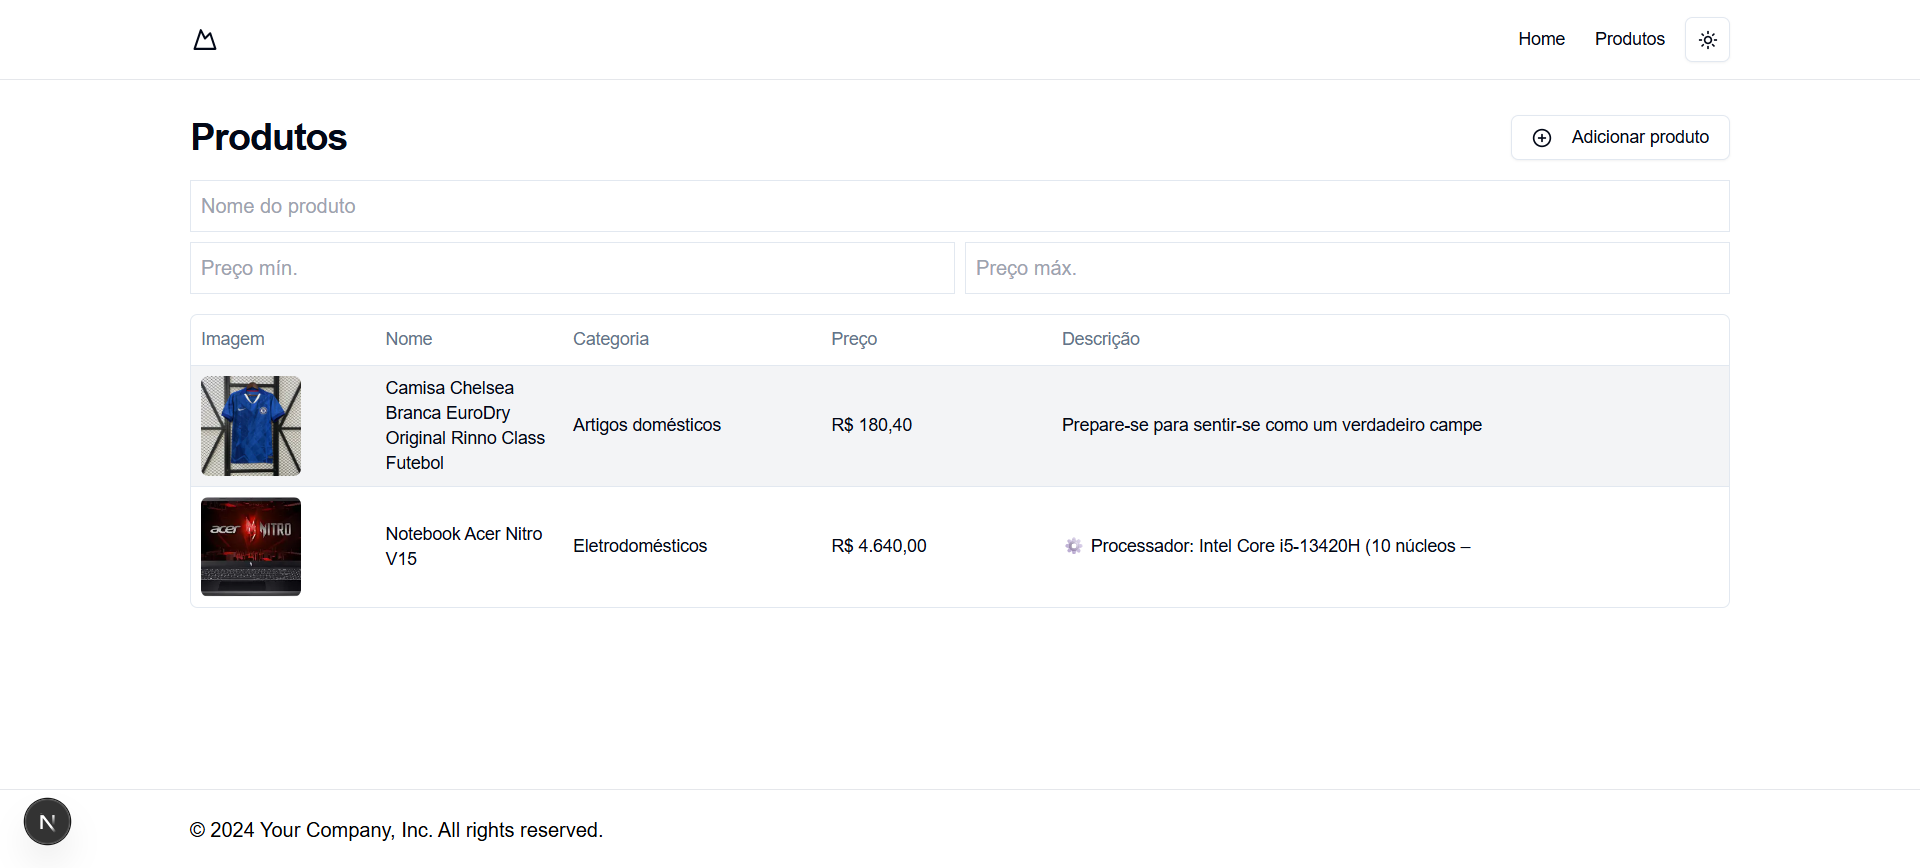 Home Produtos
Produtos
Adicionar produto
Nome do produto
Preço mín. Preço máx.
Imagem Nome Categoria Preço Descrição
Camisa Chelsea
Branca EuroDry
Original Rinno Class
Futebol
Artigos domésticos
R$ 180,40
Prepare-se para sentir-se como um verdadeiro campe
acer NITRO
Notebook Acer Nitro
V15
Eletrodomésticos
R$ 4.640,00
Processador: Intel Core i5-13420H (10 núcleos –
N
© 2024 Your Company, Inc. All rights reserved.